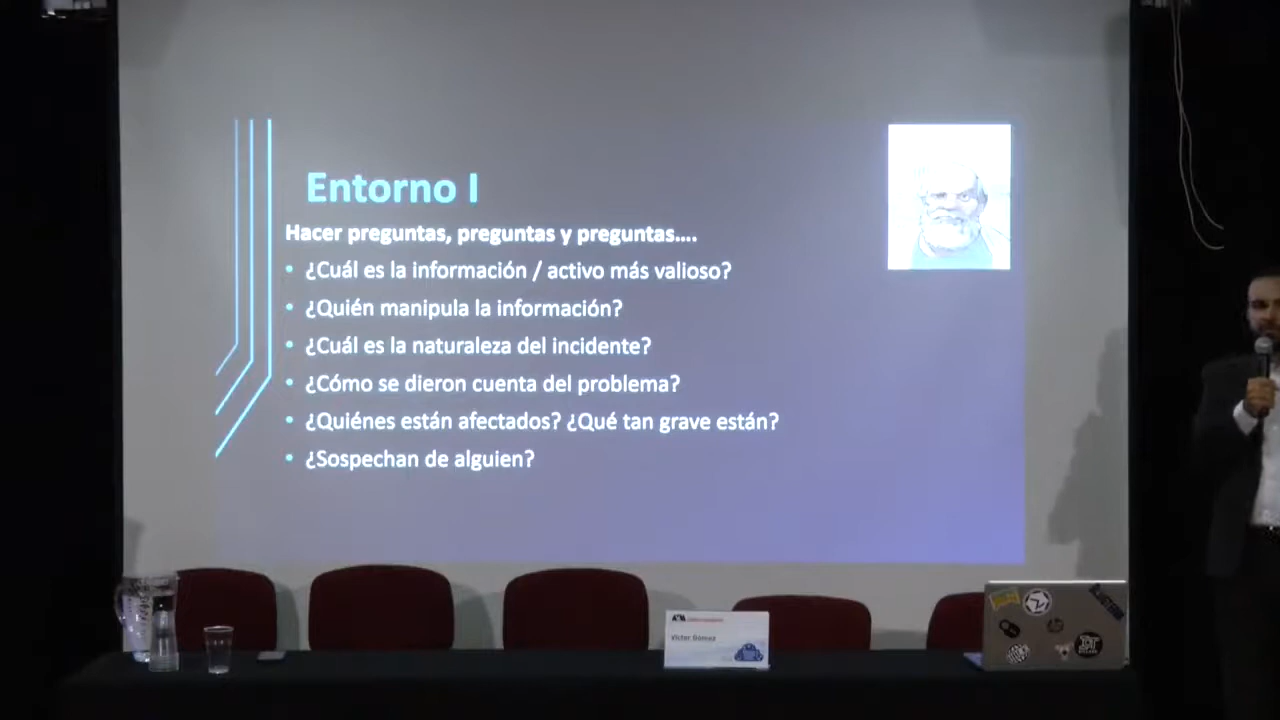 Entorno I
Hacer preguntas, preguntas y preguntas....
• ¿Cuál es la información / activo más valioso?
• ¿Quién manipula la información?
• ¿Cuál es la naturaleza del incidente?
• ¿Cómo se dieron cuenta del problema?
• ¿Quiénes están afectados? ¿Qué tan grave están?
• ¿Sospechan de alguien?
Víctor Gómez